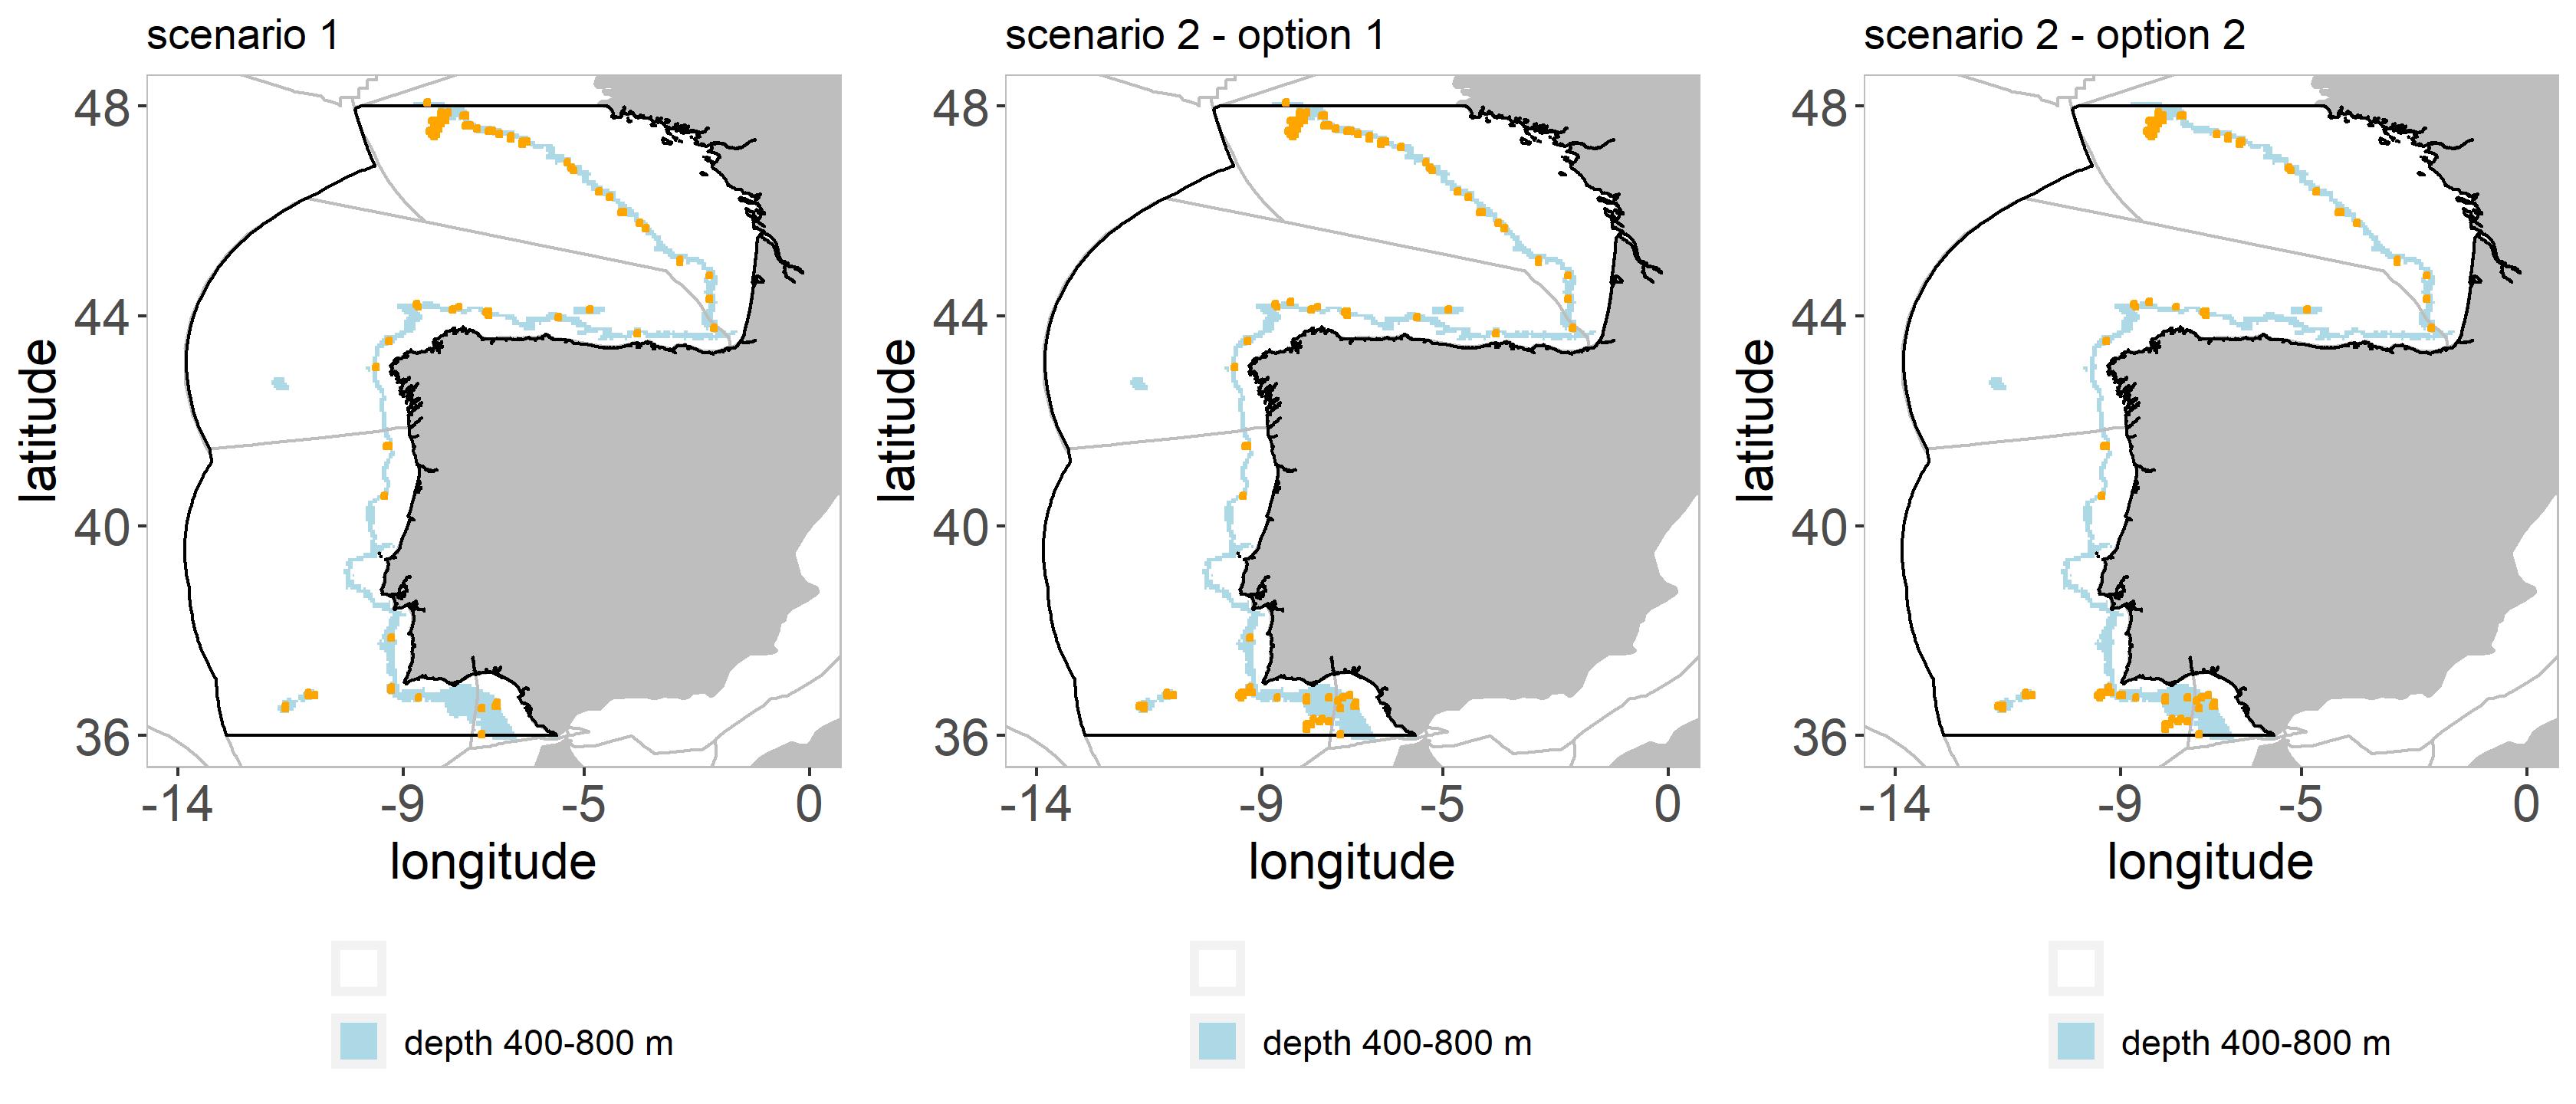 scenario 1
48
44
40
36
latitude
-14 -9 -5 0
longitude
depth 400-800 m
scenario 2 - option 1
48
44
40
36
latitude
-14 -9 -5 0
longitude
depth 400-800 m
scenario 2 - option 2
48
44
40
36
latitude
-14 -9 -5 0
longitude
depth 400-800 m